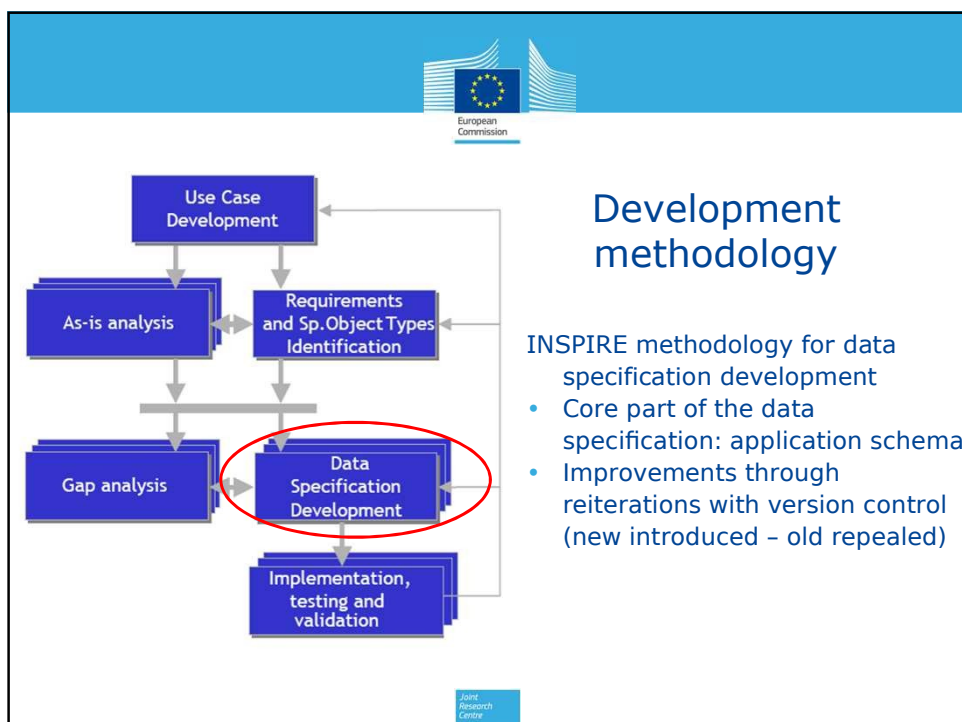 European
Commission
Use Case
Development
As-is analysis
Requirements
and Sp.Object Types
Identification
Gap analysis
Data
Specification
Development
Implementation,
testing and
validation
Development
methodology
INSPIRE methodology for data
specification development
• Core part of the data
specification: application schema
• Improvements through
reiterations with version control
(new introduced – old repealed)
Joint
Research
Centre